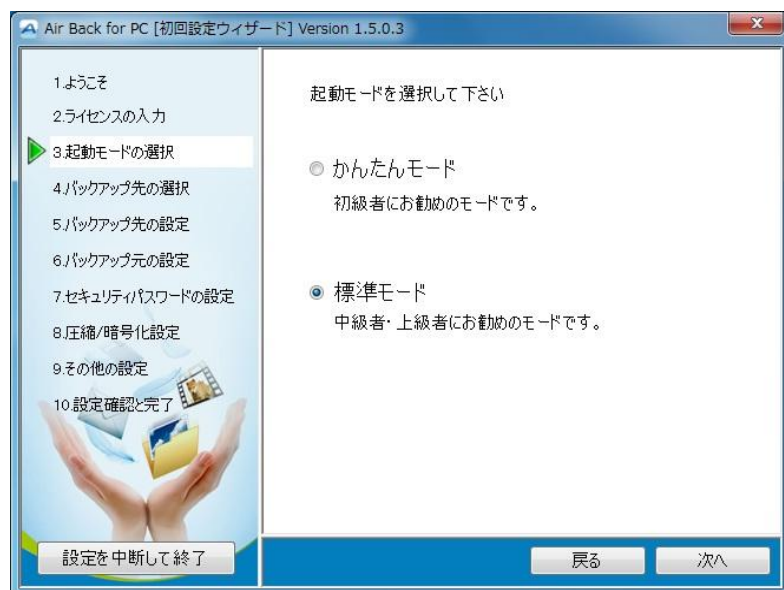 Air Back for PC [初回設定ウィザード] Version 1.5.0.3
1.ようこそ
2.ライセンスの入力
3.起動モードの選択
4.バックアップ先の選択
5.バックアップ先の設定
6.バックアップ元の設定
7.セキュリティパスワードの設定
8.圧縮/暗号化設定
9.その他の設定
10.設定確認と完了
設定を中断して終了
起動モードを選択して下さい
かんたんモード
初級者にお勧めのモードです。
標準モード
中級者・上級者にお勧めのモードです。
戻る
次へ